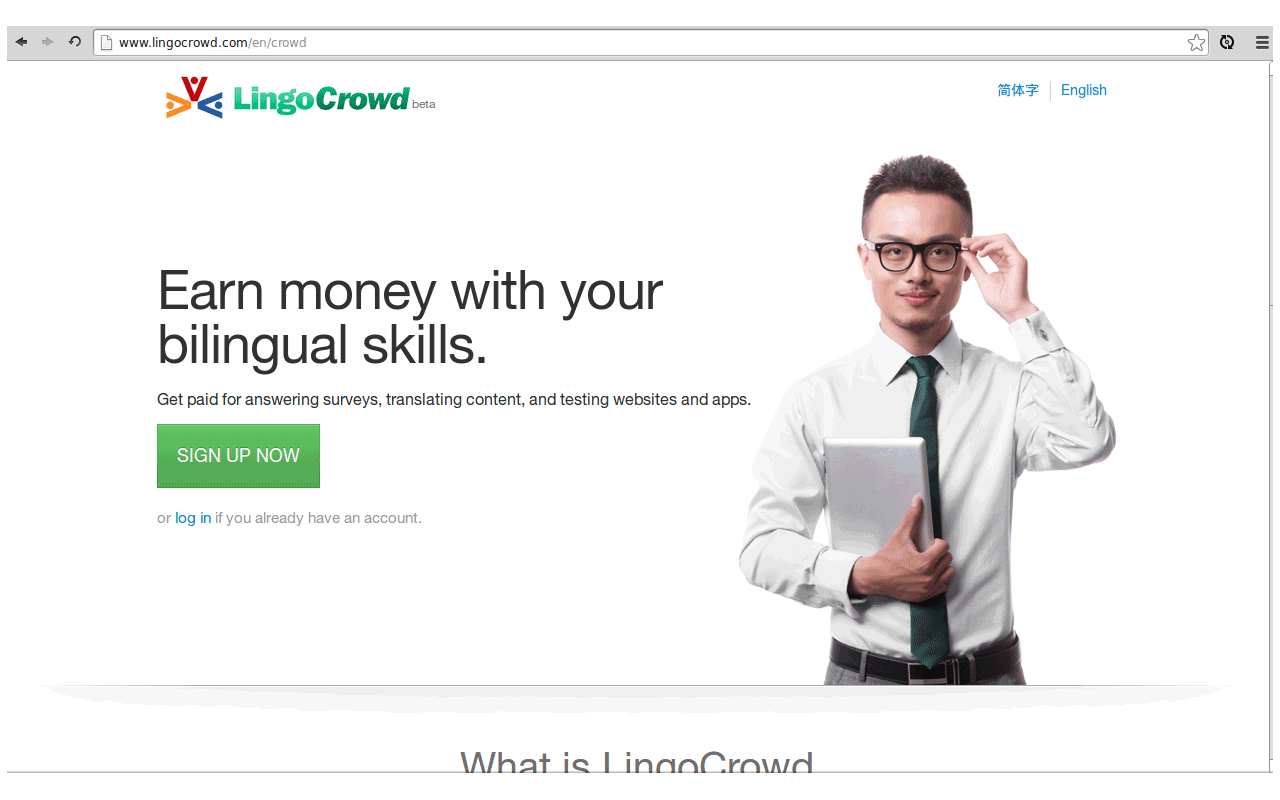 www.lingocrowd.com/en/crowd
LingoCrowd beta
简体字 English
Earn money with your
bilingual skills.
Get paid for answering surveys, translating content, and testing websites and apps.
SIGN UP NOW
or log in if you already have an account.
What is LingoCrowd